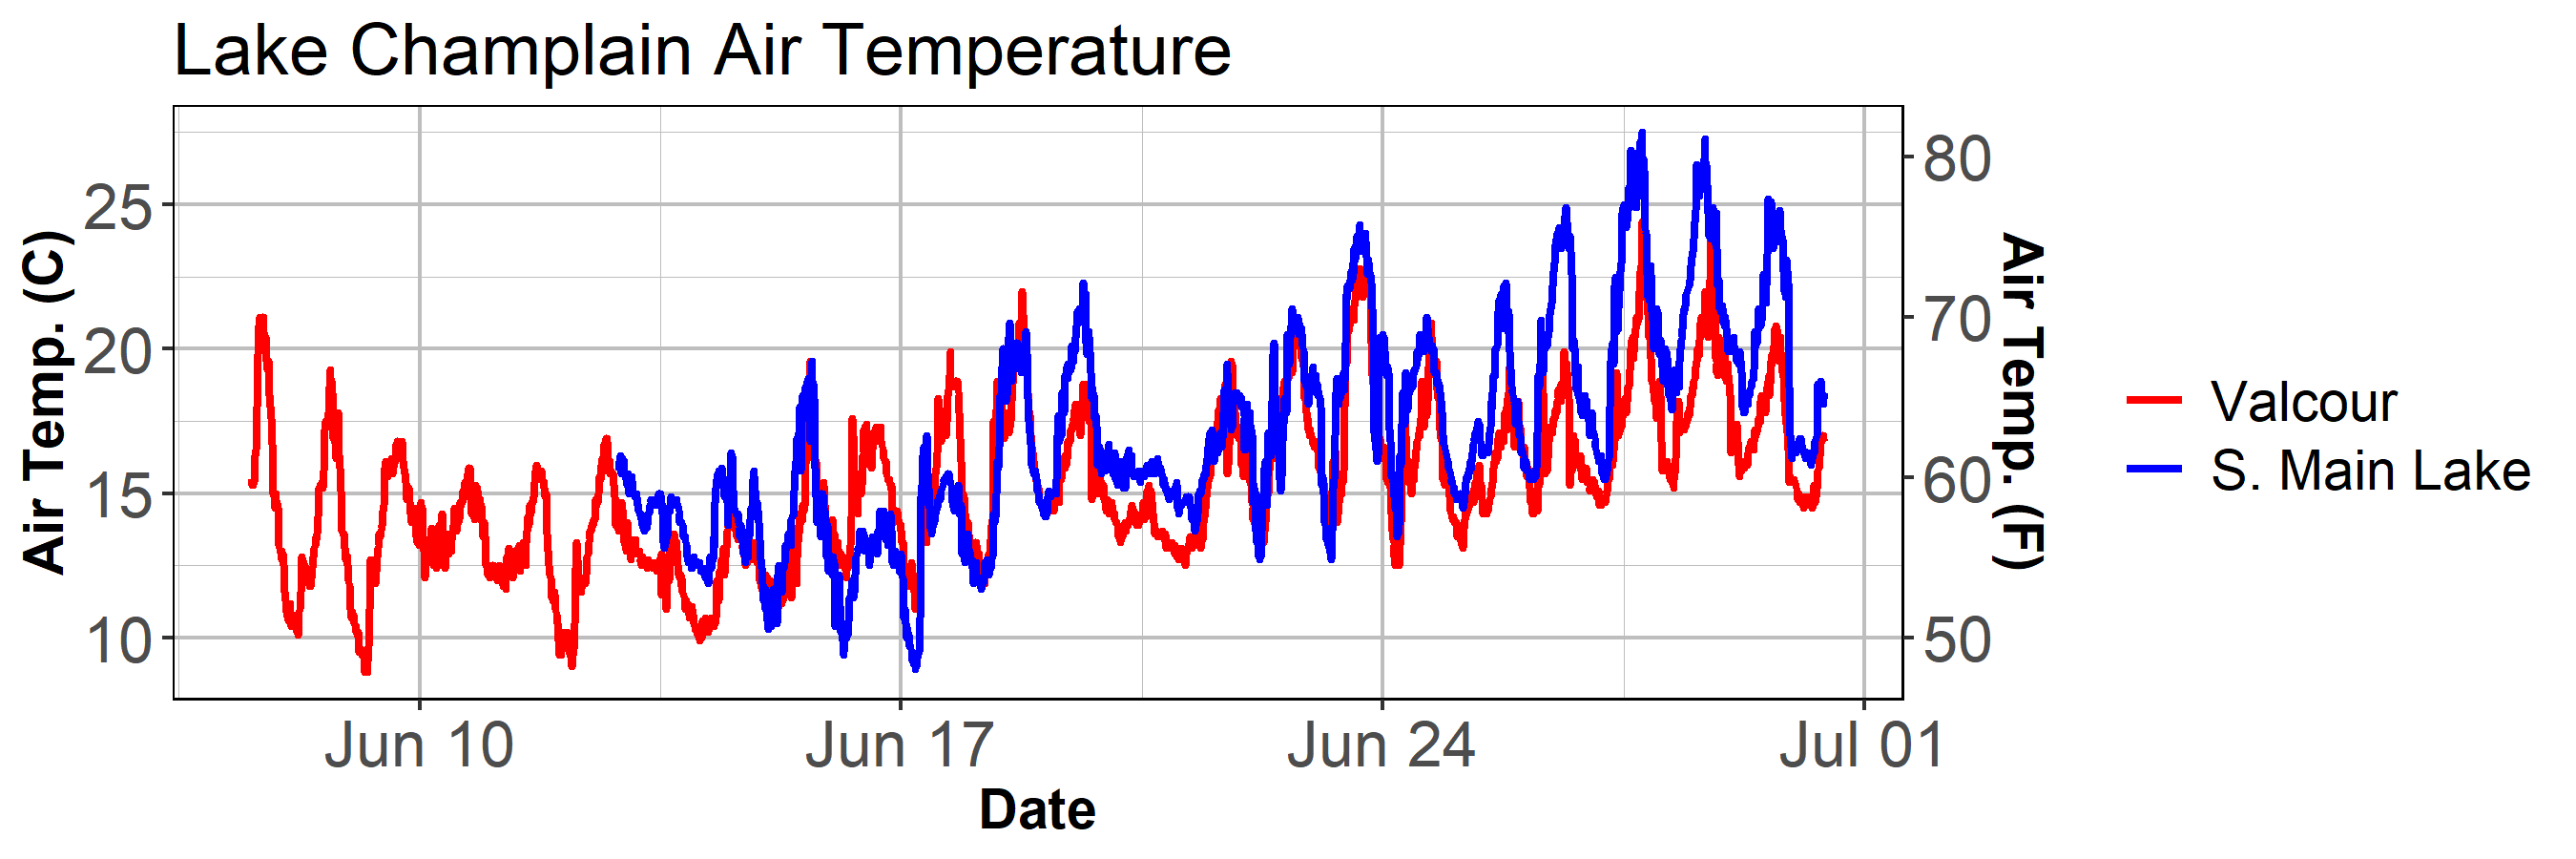 Lake Champlain Air Temperature
Air Temp. (C)
25
20
15
10
80
70
60
50
Air Temp. (F)
Jun 10
Jun 17
Jun 24
Jul 01
Date
Valcour
S. Main Lake